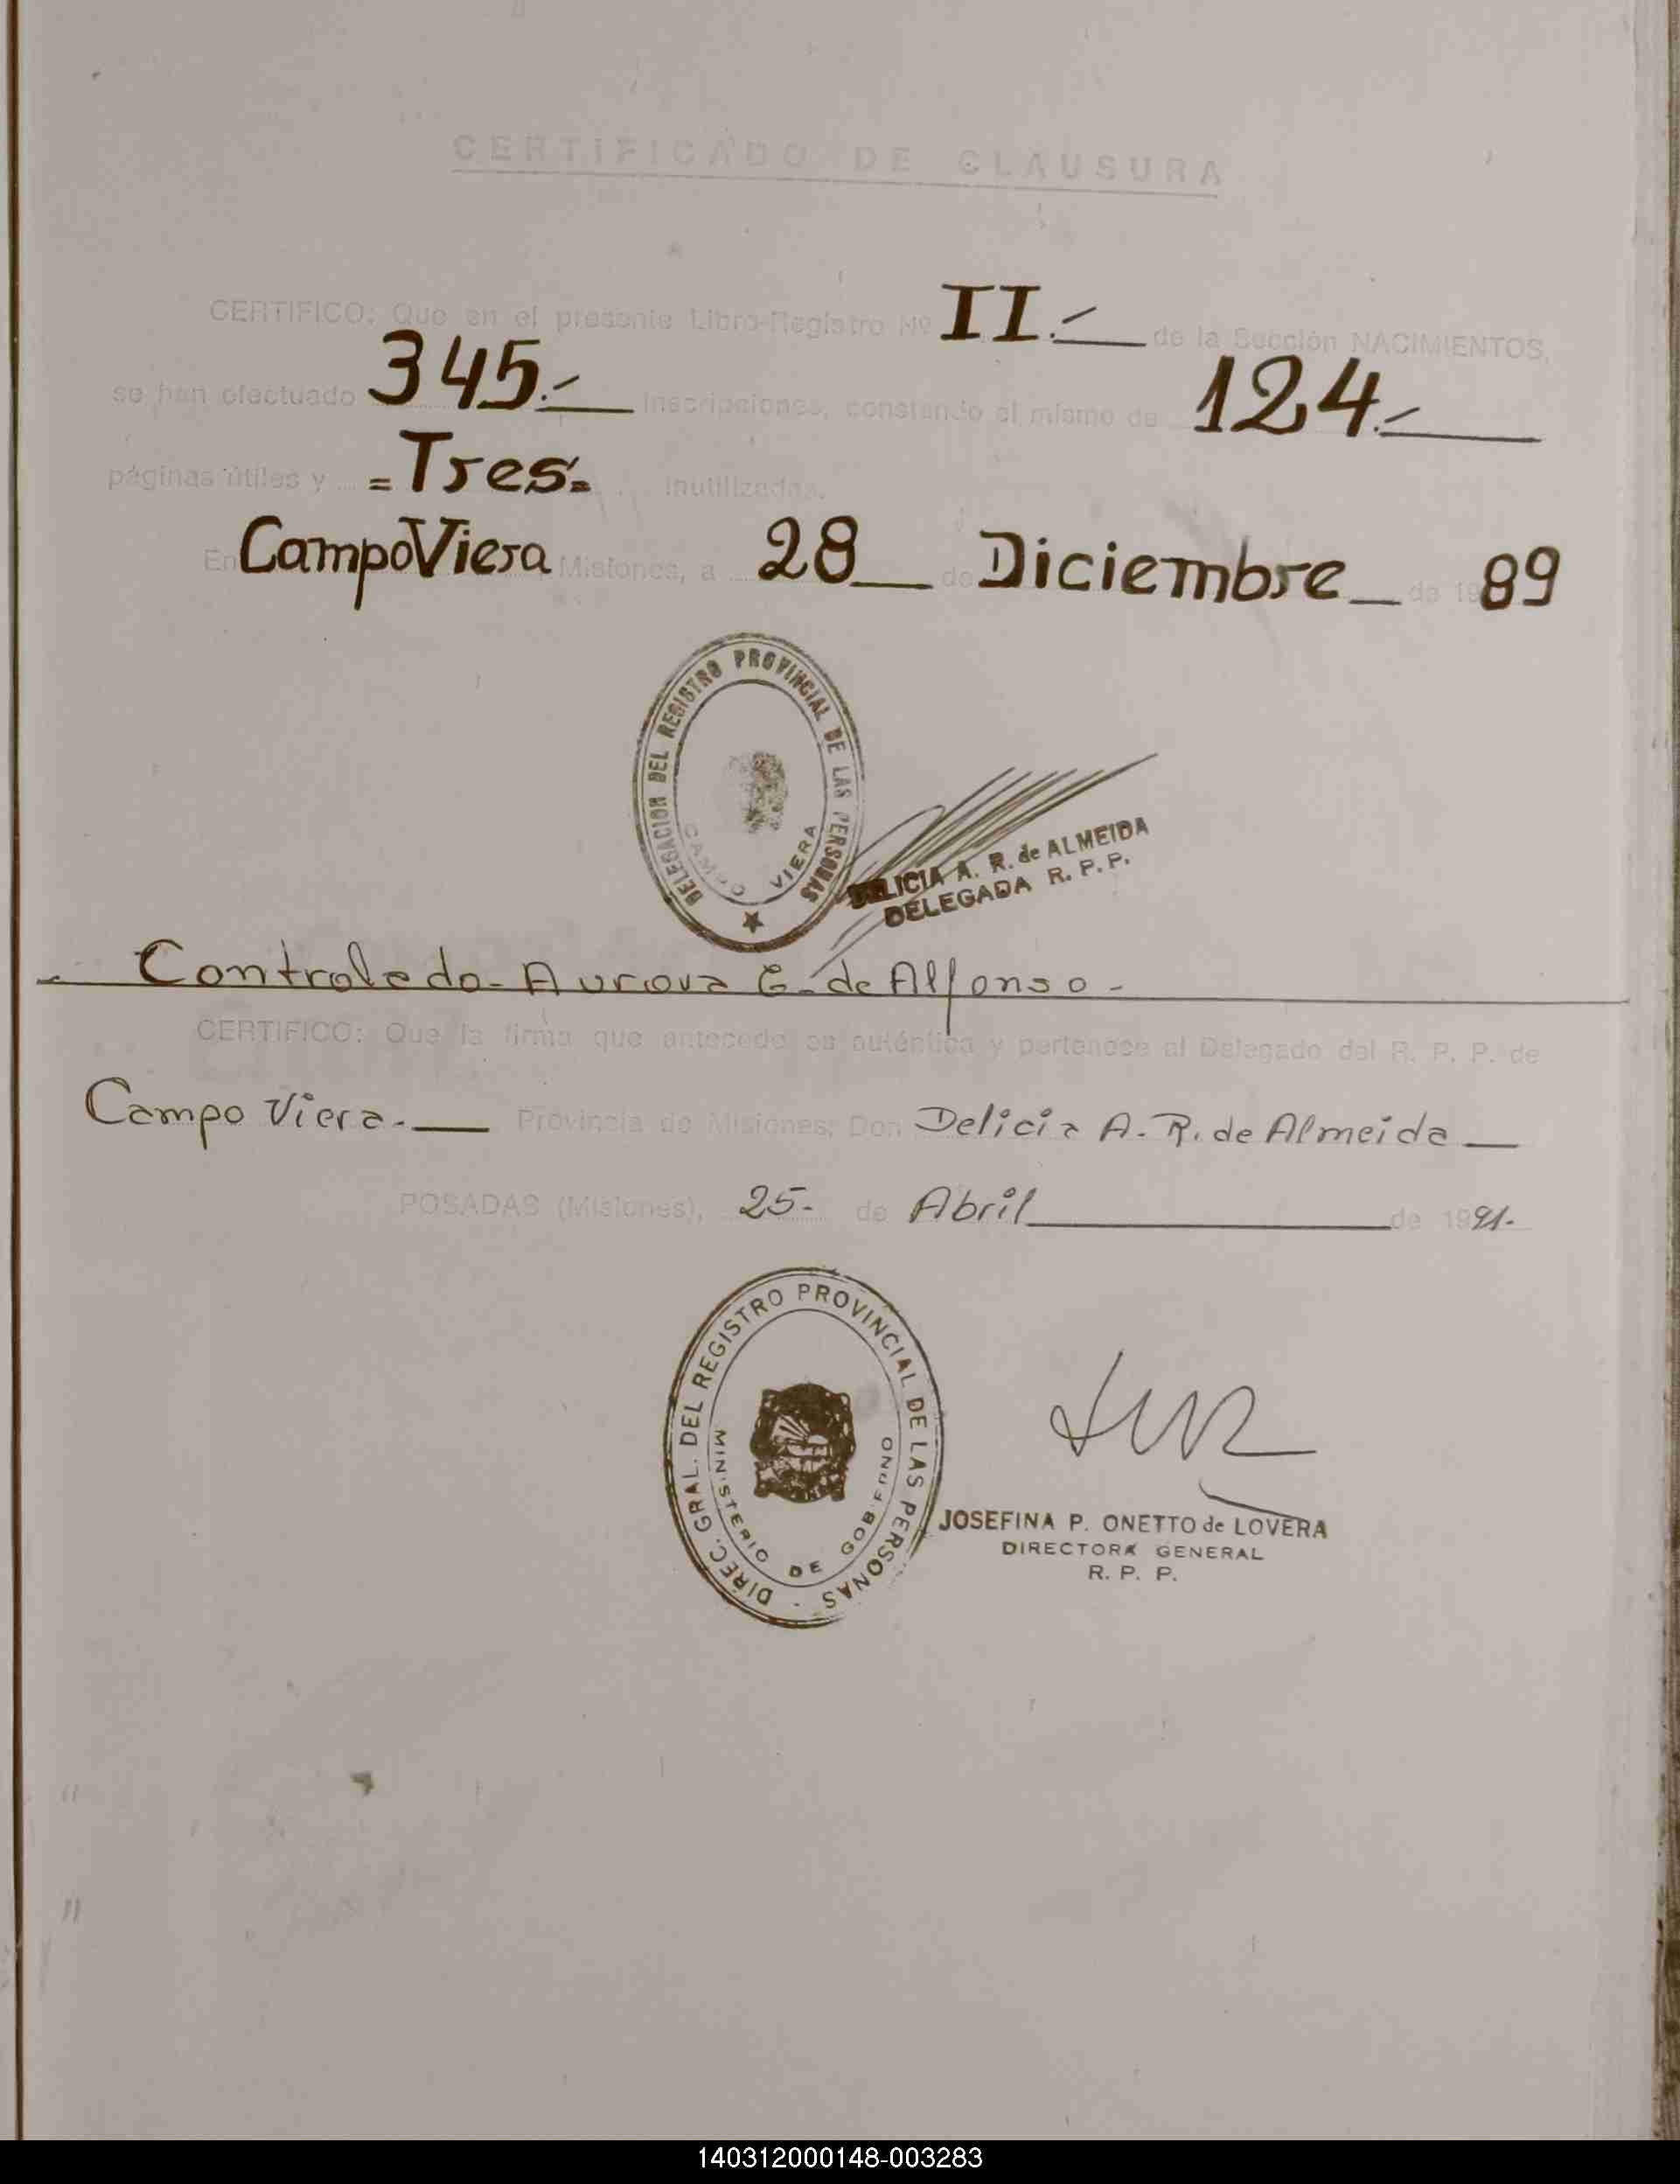 CERTIFICADO DE CLAUSURA
CERTIFICO: Que en el presente Libro-Registro Nº II.- de la Sección NACIMIENTOS,
se han efectuado 345.- inscripciones, constando el mismo de 124.-
páginas útiles y =Tres= inutilizadas.
En Campo Viera Misiones, a 28 de Diciembre de 1989
DELEGACION DEL REGISTRO PROVINCIAL DE LAS PERSONAS
CAMPO VIERA
DELICIA A. R. de ALMEIDA
DELEGADA R. P. P.
- Controlado - Aurora E. de Alfonso -
CERTIFICO: Que la firma que antecede es auténtica y pertenece al Delegado del R. P. P. de
Campo Viera.- Provincia de Misiones; Don Delicia A. R. de Almeida
POSADAS (Misiones), 25- de Abril de 1991-
DIREC. GRAL. DEL REGISTRO PROVINCIAL DE LAS PERSONAS -
MINISTERIO DE GOBIERNO
JOSEFINA P. ONETTO de LOVERA
DIRECTORA GENERAL
R. P. P.
140312000148-003283